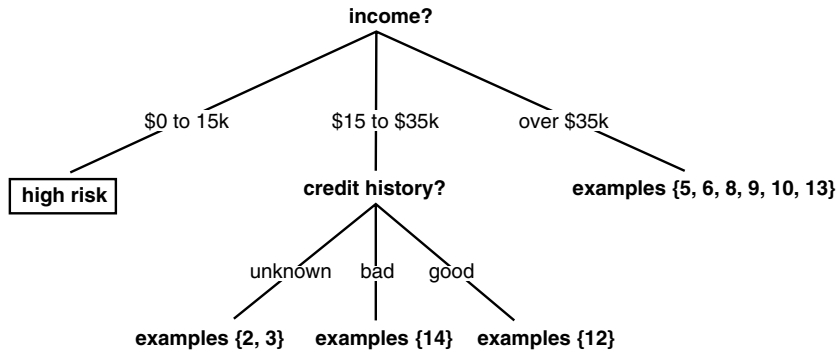 income?
$0 to 15k
$15 to $35k
over $35k
high risk
credit history?
examples {5, 6, 8, 9, 10, 13}
unknown
bad
good
examples {2, 3}
examples {14}
examples {12}